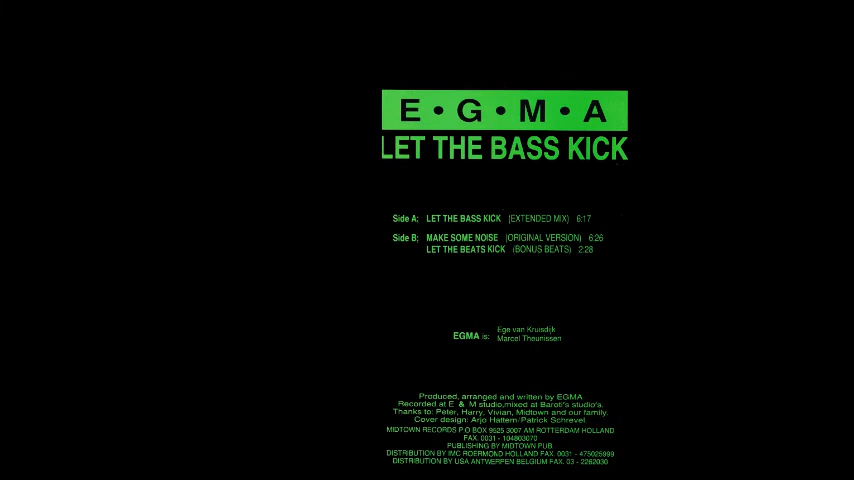 E•G•M•A
LET THE BASS KICK
Side A: LET THE BASS KICK (EXTENDED MIX) 6:17
Side B: MAKE SOME NOISE (ORIGINAL VERSION) 6:26
LET THE BEATS KICK (BONUS BEATS) 2:28
EGMA is: Ege van Kruisdijk
Marcel Theunissen
Produced, arranged and written by EGMA
Recorded at E & M studio,mixed at Baroti's studio's.
Thanks to: Peter, Harry, Vivian, Midtown and our family.
Cover design: Arjo Hattem/Patrick Schrevel.
MIDTOWN RECORDS P.O BOX 9525 3007 AM ROTTERDAM HOLLAND
FAX. 0031 - 104803070
PUBLISHING BY MIDTOWN PUB
DISTRIBUTION BY IMC ROERMOND HOLLAND FAX. 0031 - 475025999
DISTRIBUTION BY USA ANTWERPEN BELGIUM FAX. 03 - 2262030